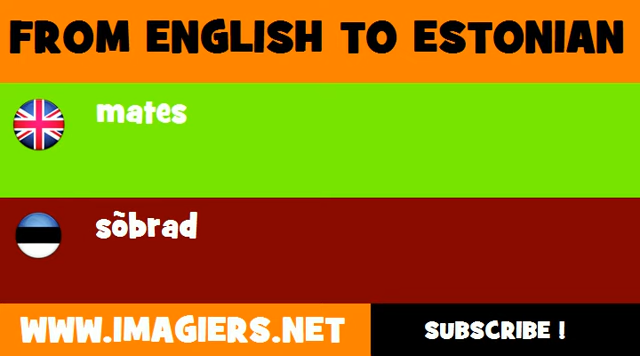 FROM ENGLISH TO ESTONIAN
mates
sõbrad
WWW.IMAGIERS.NET
SUBSCRIBE !